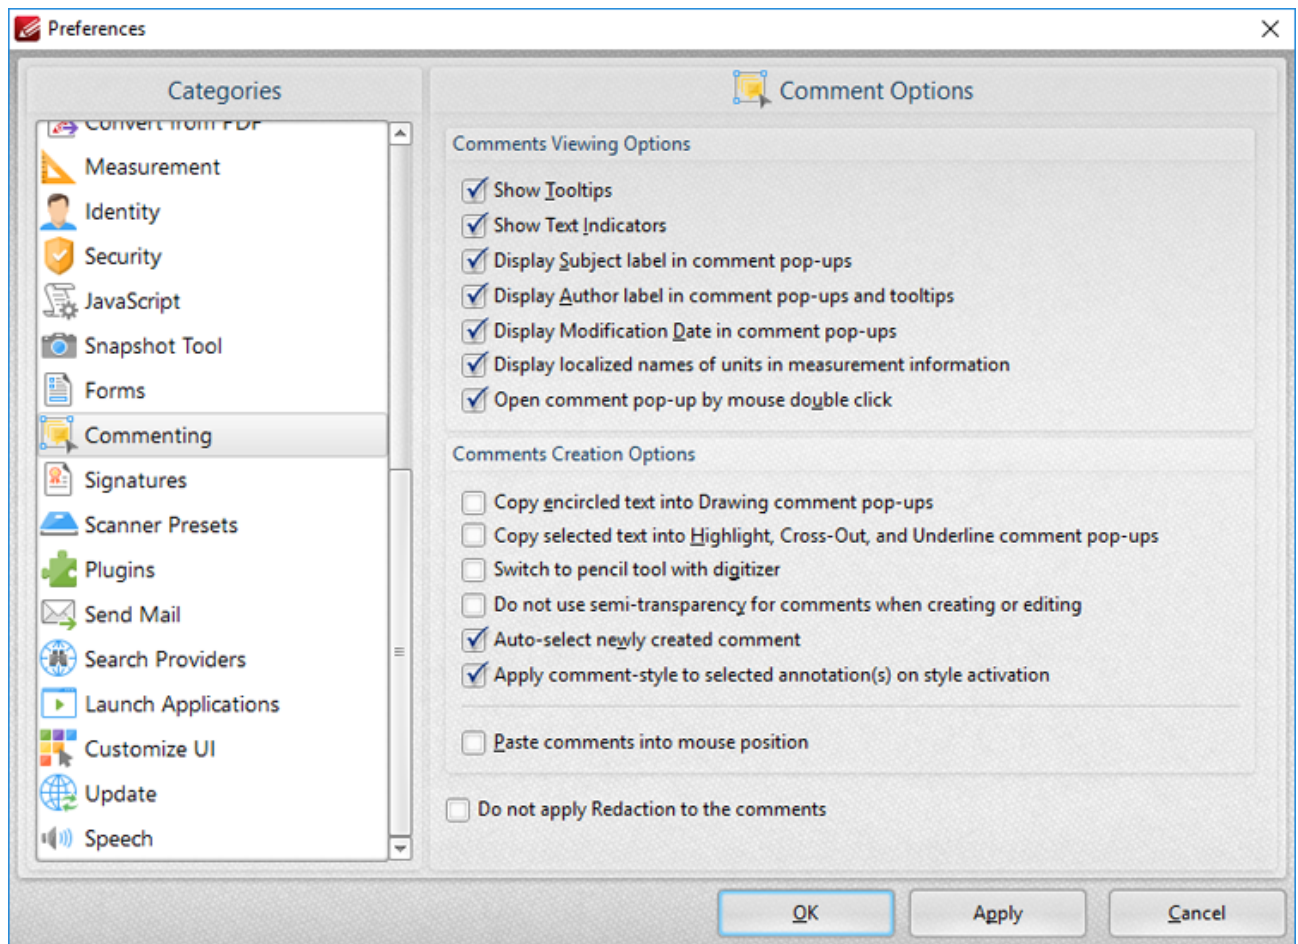 Preferences
Categories
Convert from PDF
Measurement
Identity
Security
JavaScript
Snapshot Tool
Forms
Commenting
Signatures
Scanner Presets
Plugins
Send Mail
Search Providers
Launch Applications
Customize UI
Update
Speech
Comment Options
Comments Viewing Options
Show Tooltips
Show Text Indicators
Display Subject label in comment pop-ups
Display Author label in comment pop-ups and tooltips
Display Modification Date in comment pop-ups
Display localized names of units in measurement information
Open comment pop-up by mouse double click
Comments Creation Options
Copy encircled text into Drawing comment pop-ups
Copy selected text into Highlight, Cross-Out, and Underline comment pop-ups
Switch to pencil tool with digitizer
Do not use semi-transparency for comments when creating or editing
Auto-select newly created comment
Apply comment-style to selected annotation(s) on style activation
Paste comments into mouse position
Do not apply Redaction to the comments
OK
Apply
Cancel